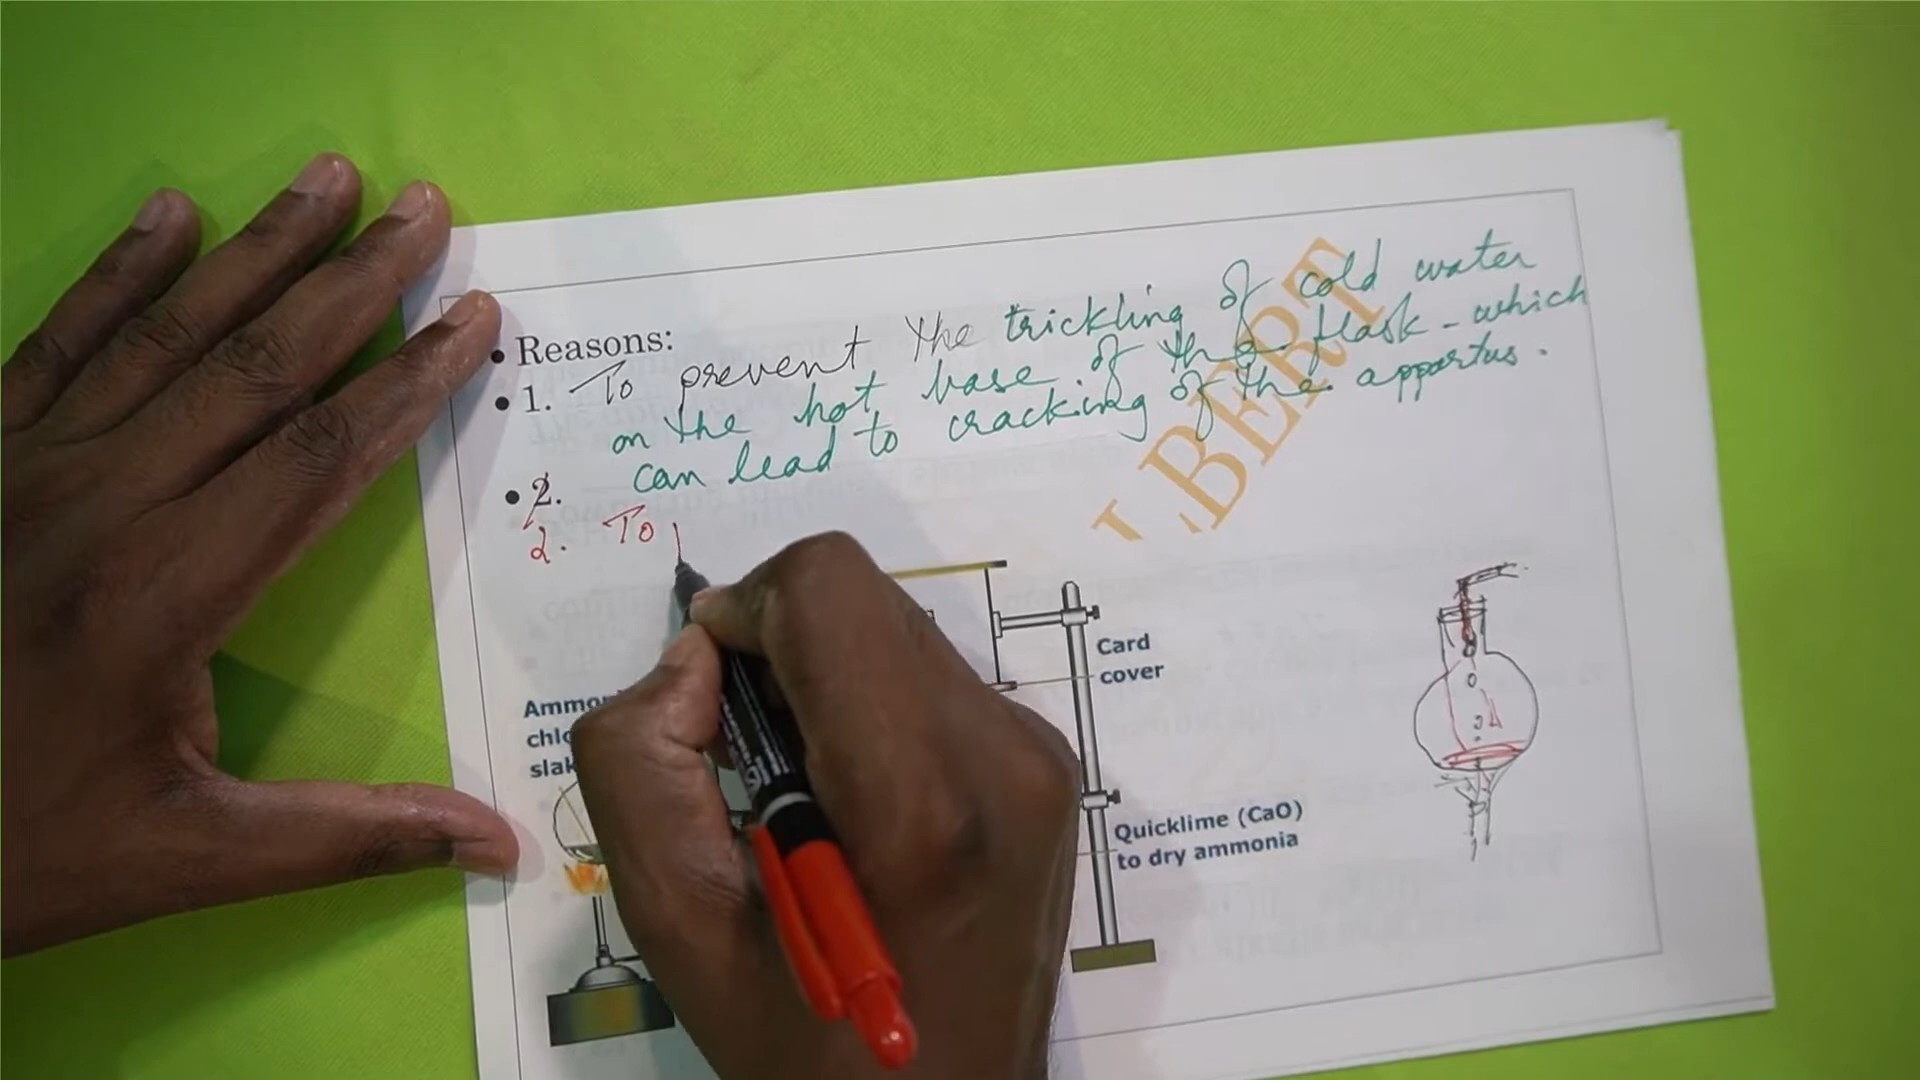 • Reasons:
• 1. To prevent the trickling of cold water
on the hot base of the flask - which
can lead to cracking of the appartus.
• 2.
2. To
Card
cover
Quicklime (CaO)
to dry ammonia
BERT